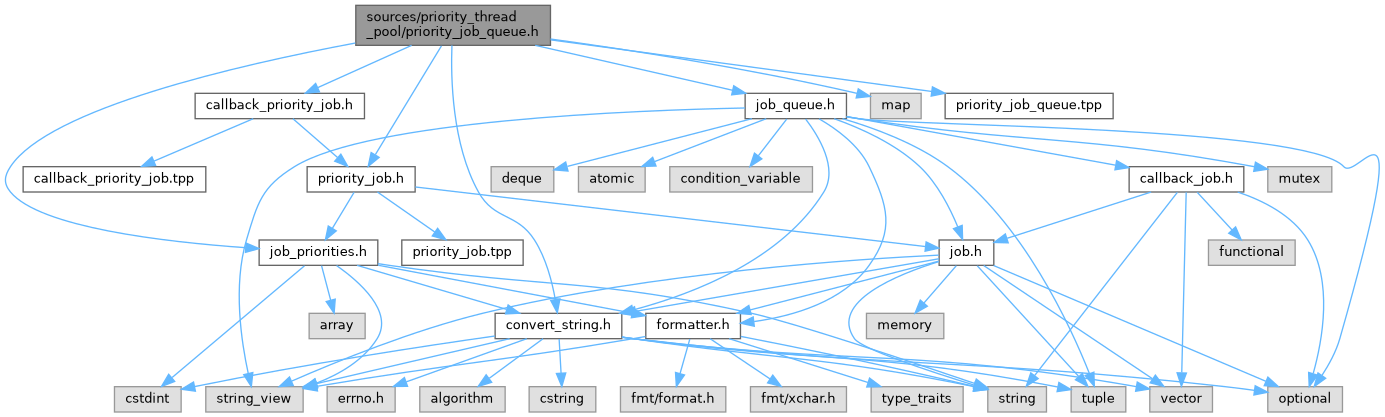 sources/priority_thread
_pool/priority_job_queue.h
callback_priority_job.h
job_queue.h
map
priority_job_queue.tpp
callback_priority_job.tpp
priority_job.h
deque
atomic
condition_variable
callback_job.h
mutex
job_priorities.h
priority_job.tpp
job.h
functional
array
convert_string.h
formatter.h
memory
cstdint
string_view
errno.h
algorithm
cstring
fmt/format.h
fmt/xchar.h
type_traits
string
tuple
vector
optional